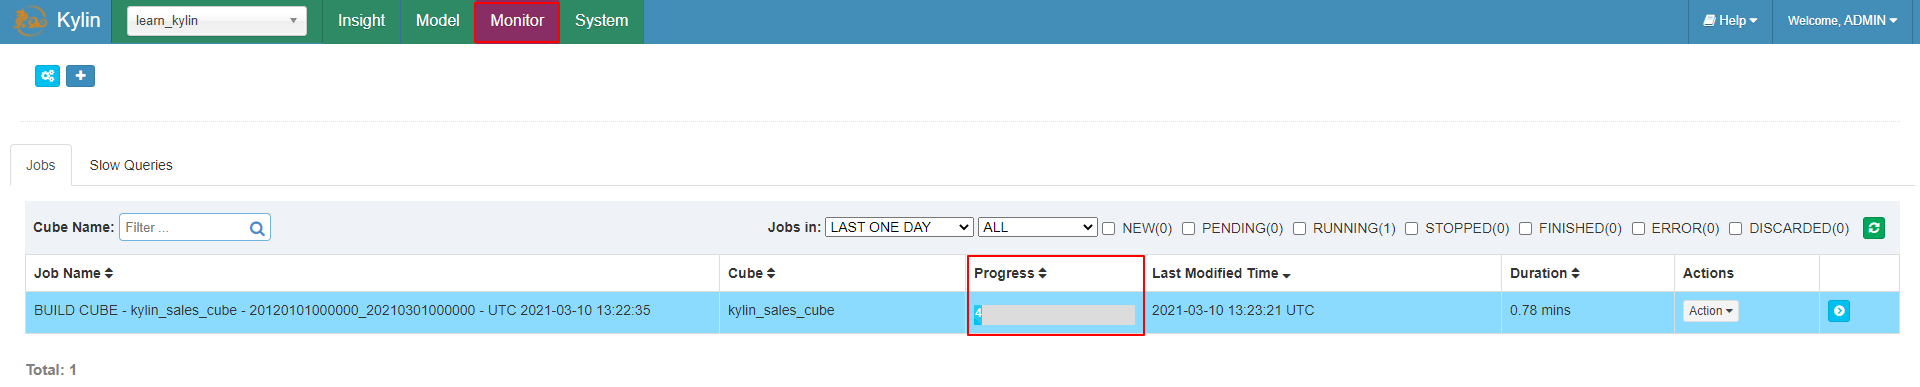 Kylin learn_kylin Insight Model Monitor System Help Welcome, ADMIN
Jobs Slow Queries
Cube Name: Filter ... Jobs in: LAST ONE DAY ALL NEW(0) PENDING(0) RUNNING(1) STOPPED(0) FINISHED(0) ERROR(0) DISCARDED(0)
Job Name Cube Progress Last Modified Time Duration Actions
BUILD CUBE - kylin_sales_cube - 20120101000000_20210301000000 - UTC 2021-03-10 13:22:35 kylin_sales_cube 4 2021-03-10 13:23:21 UTC 0.78 mins Action
Total: 1